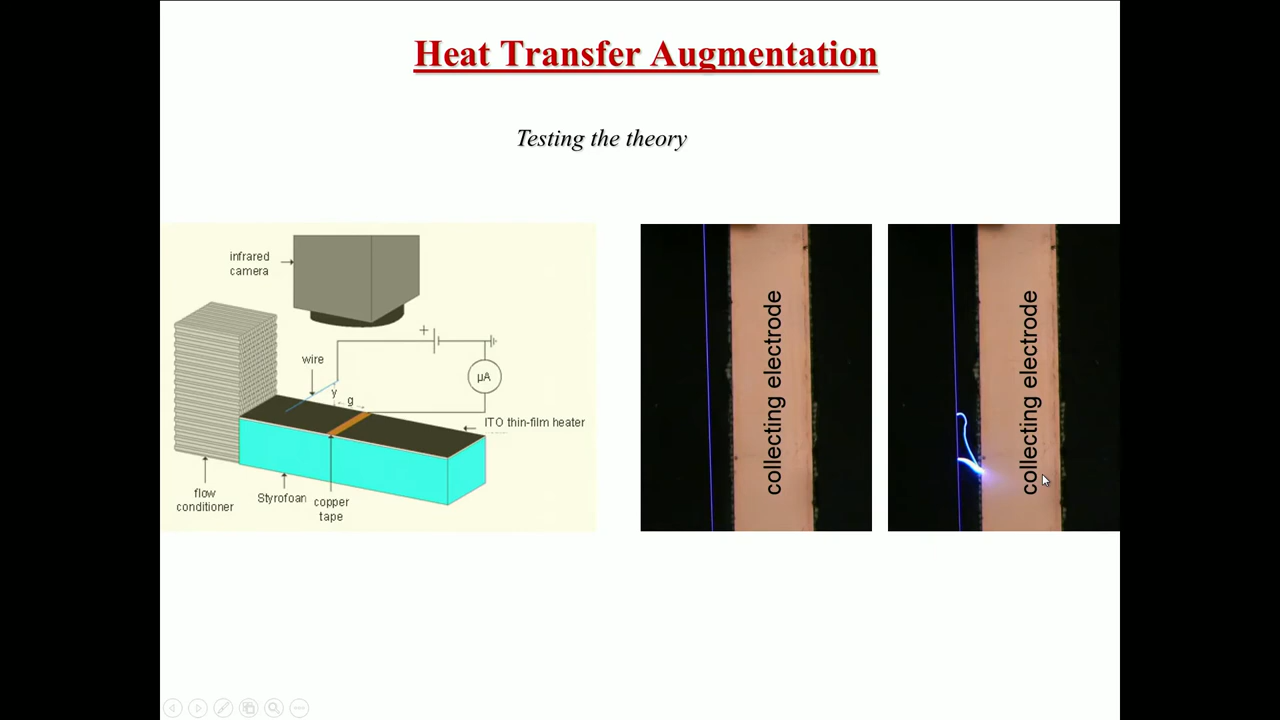 Heat Transfer Augmentation
Testing the theory
infrared
camera
+
wire
y
g
µA
ITO thin-film heater
flow
conditioner
Styrofoan
copper
tape
collecting electrode
collecting electrode